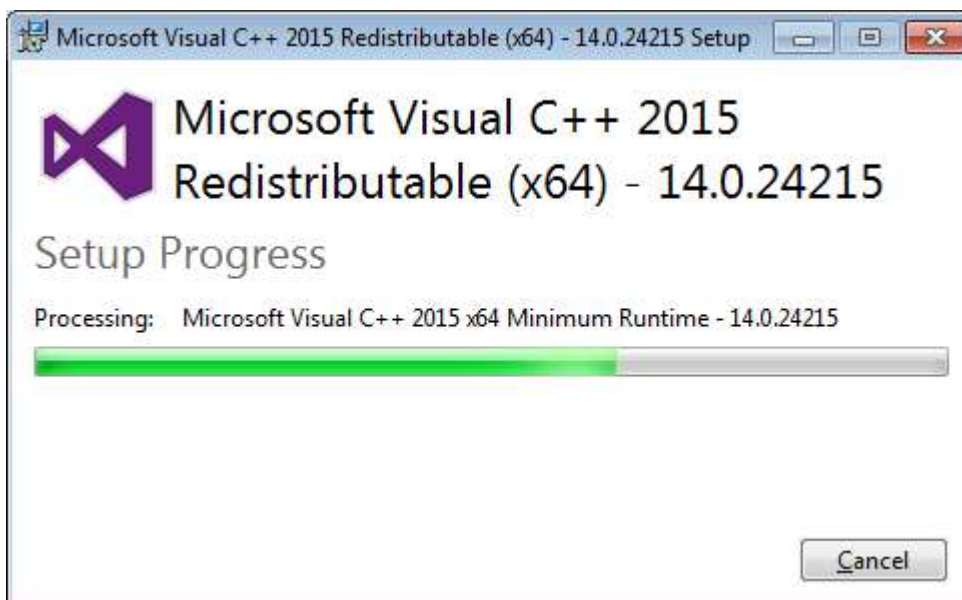 Microsoft Visual C++ 2015 Redistributable (x64) - 14.0.24215 Setup
Microsoft Visual C++ 2015
Redistributable (x64) - 14.0.24215
Setup Progress
Processing: Microsoft Visual C++ 2015 x64 Minimum Runtime - 14.0.24215
Cancel